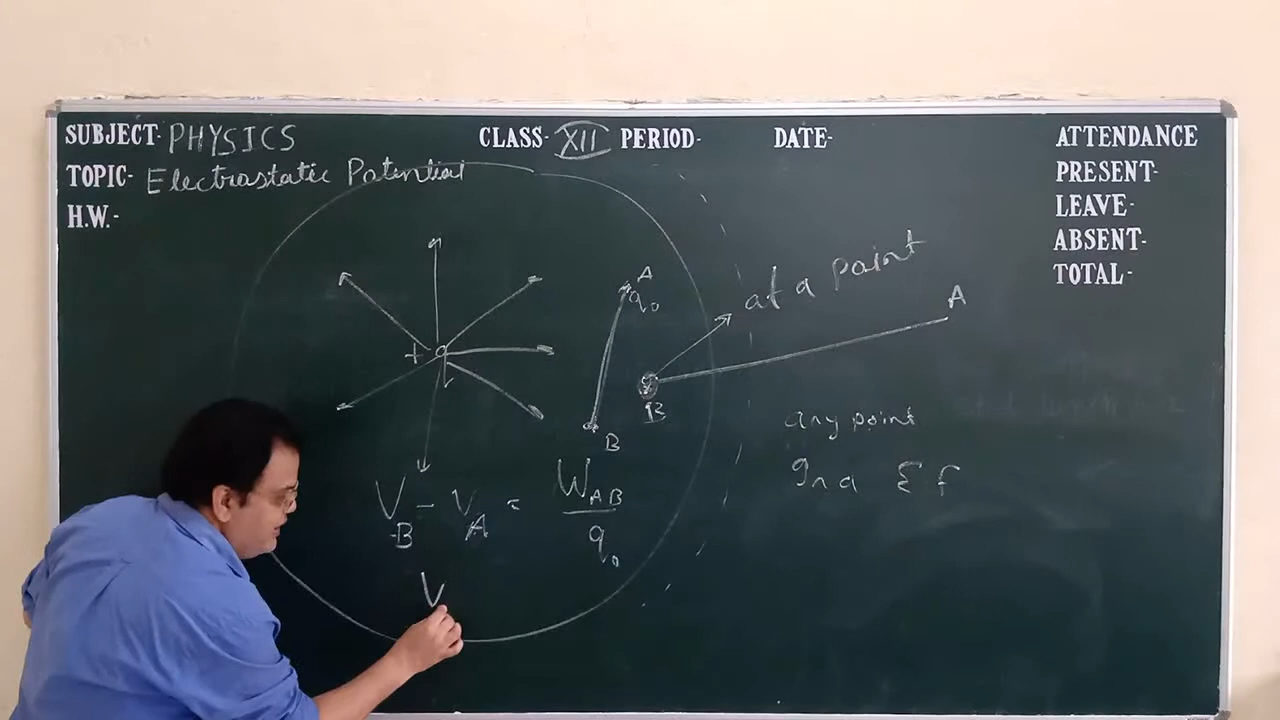 SUBJECT- PHYSICS CLASS- XII PERIOD- DATE- ATTENDANCE
TOPIC- Electrostatic Potential PRESENT-
H.W.- LEAVE-
ABSENT-
TOTAL-
at a point
A
q₀
A
+ q
B
B
any point
In a E f
V_B - V_A = W_AB / q₀
V